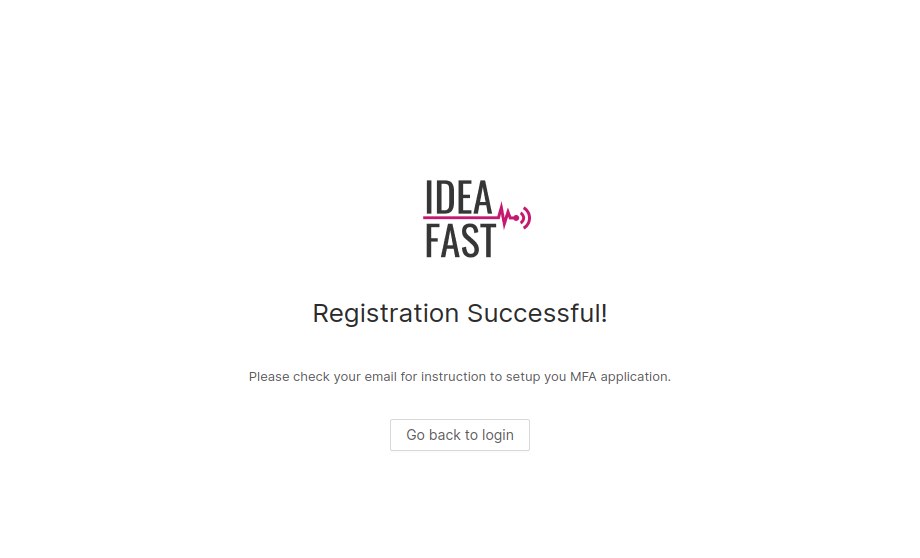 IDEA
FAST
Registration Successful!
Please check your email for instruction to setup you MFA application.
Go back to login